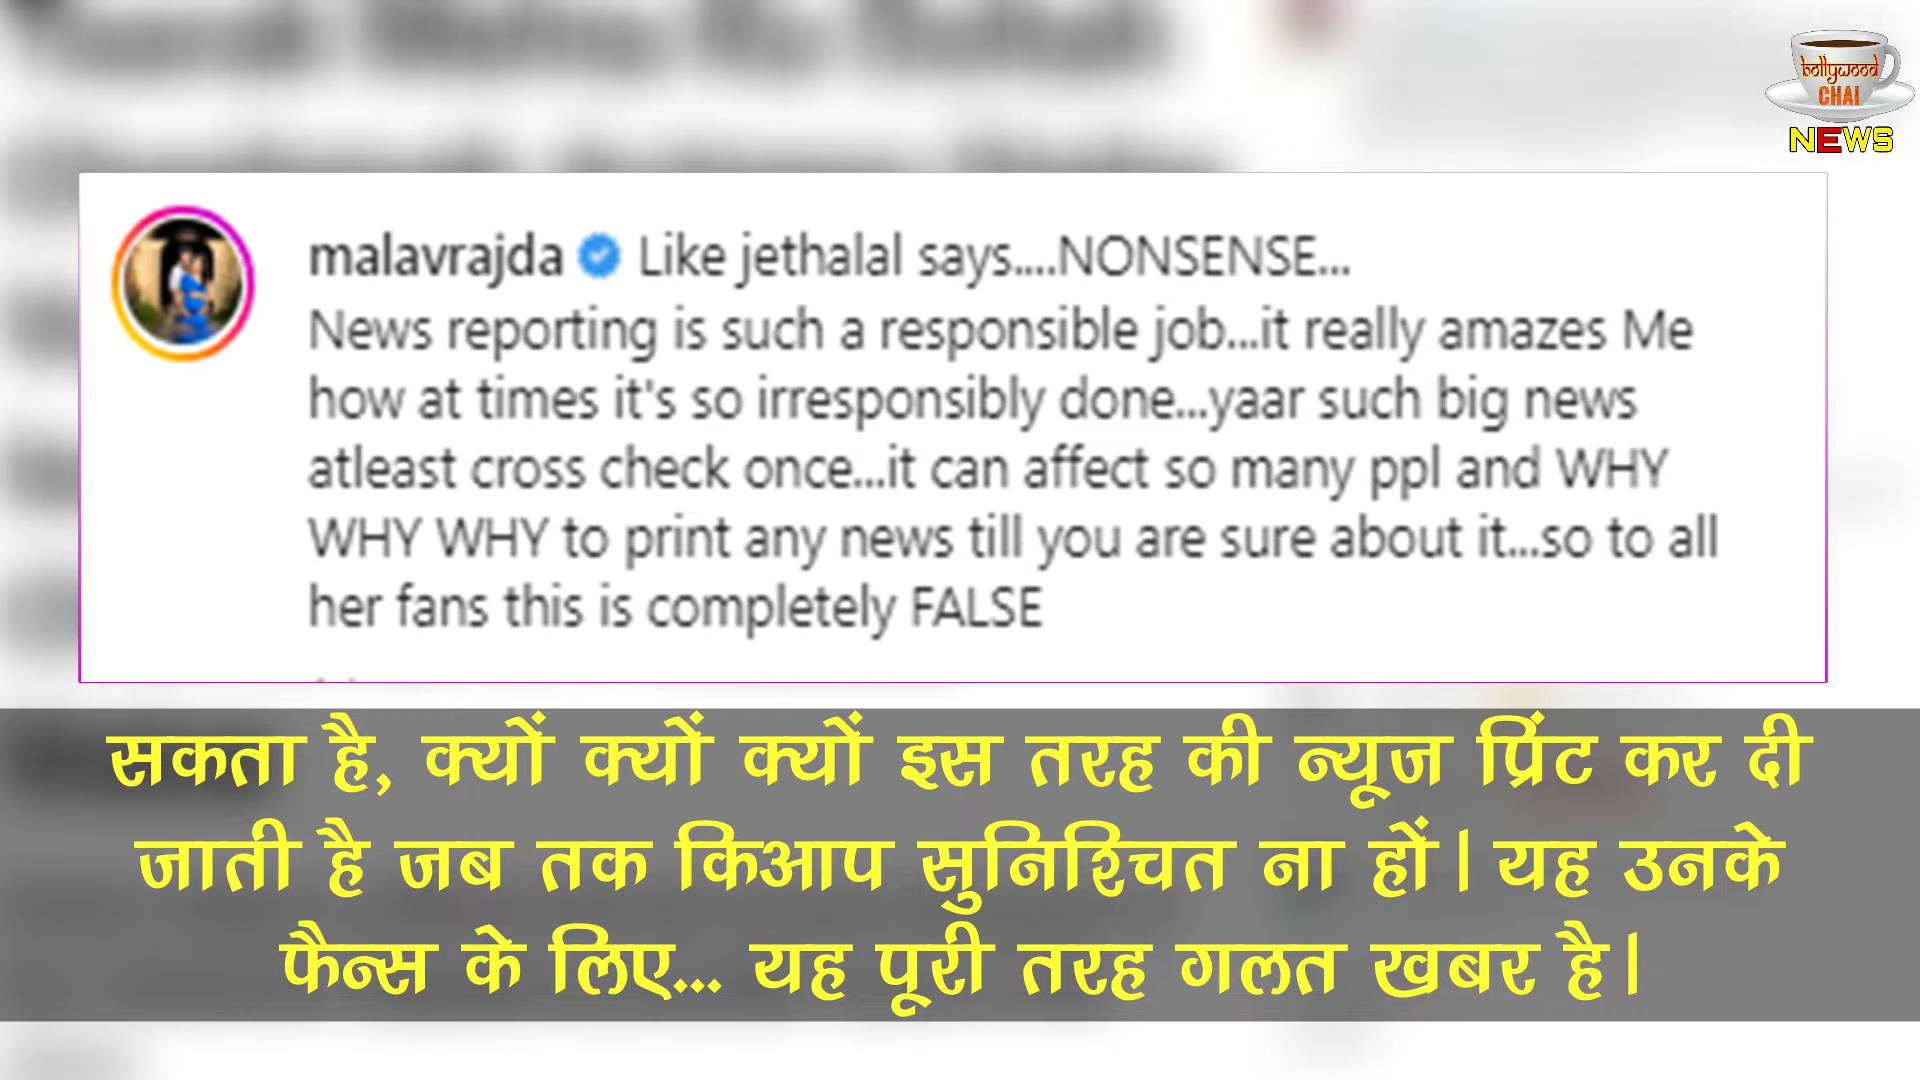 bollywood
CHAI
NEWS
malavrajda Like jethalal says....NONSENSE...
News reporting is such a responsible job...it really amazes Me
how at times it's so irresponsibly done...yaar such big news
atleast cross check once...it can affect so many ppl and WHY
WHY WHY to print any news till you are sure about it...so to all
her fans this is completely FALSE
सकता है, क्यों क्यों क्यों इस तरह की न्यूज प्रिंट कर दी
जाती है जब तक किआप सुनिश्चित ना हों। यह उनके
फैन्स के लिए... यह पूरी तरह गलत खबर है।